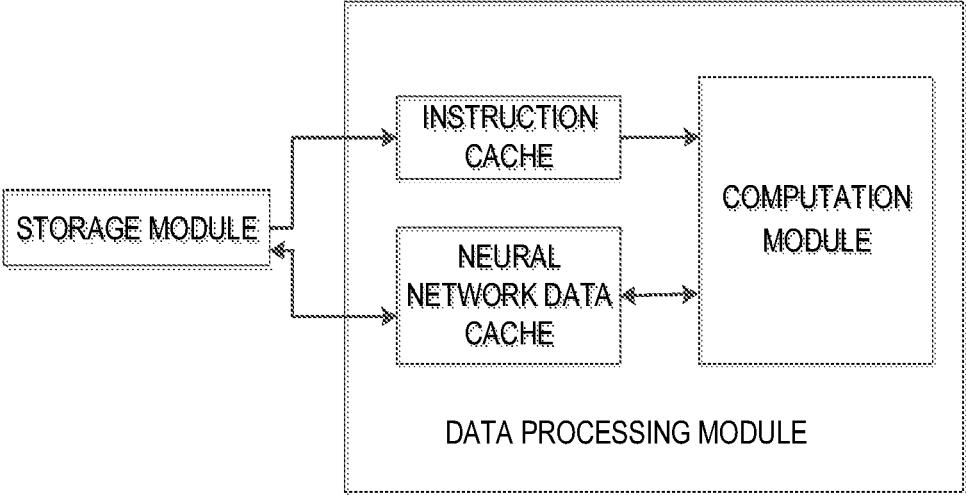 STORAGE MODULE
INSTRUCTION
CACHE
NEURAL
NETWORK DATA
CACHE
COMPUTATION
MODULE
DATA PROCESSING MODULE